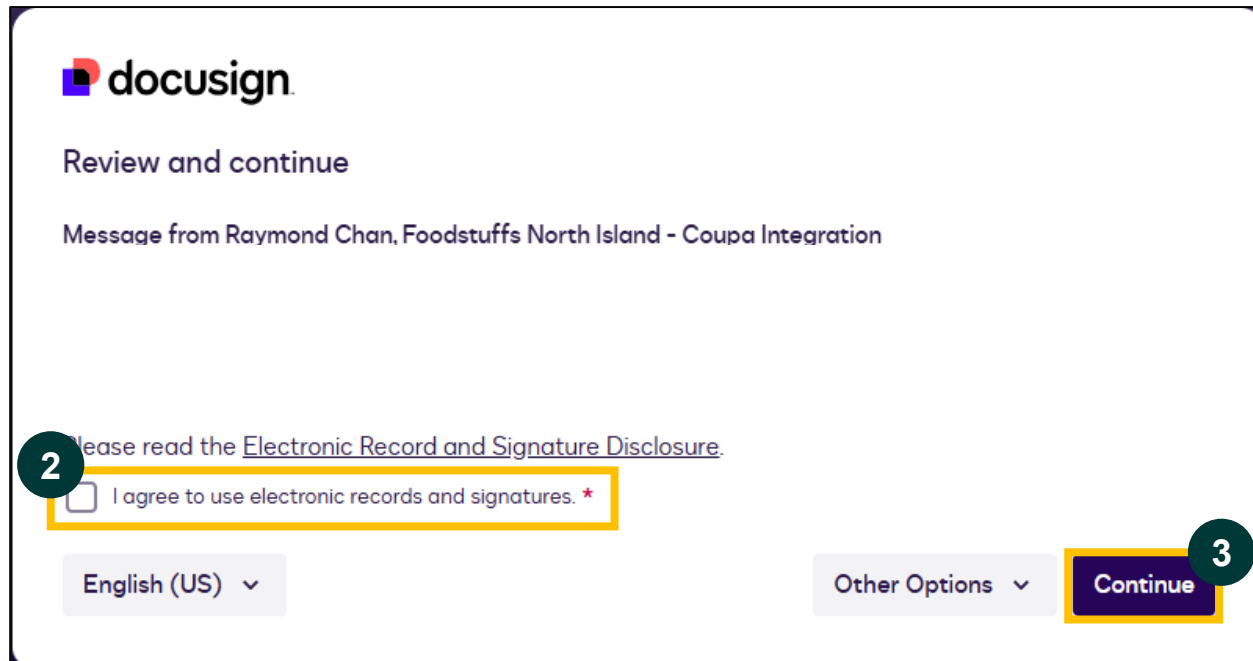 docusign
Review and continue
Message from Raymond Chan, Foodstuffs North Island - Coupa Integration
Please read the Electronic Record and Signature Disclosure.
2
I agree to use electronic records and signatures. *
3
English (US)
Other Options
Continue